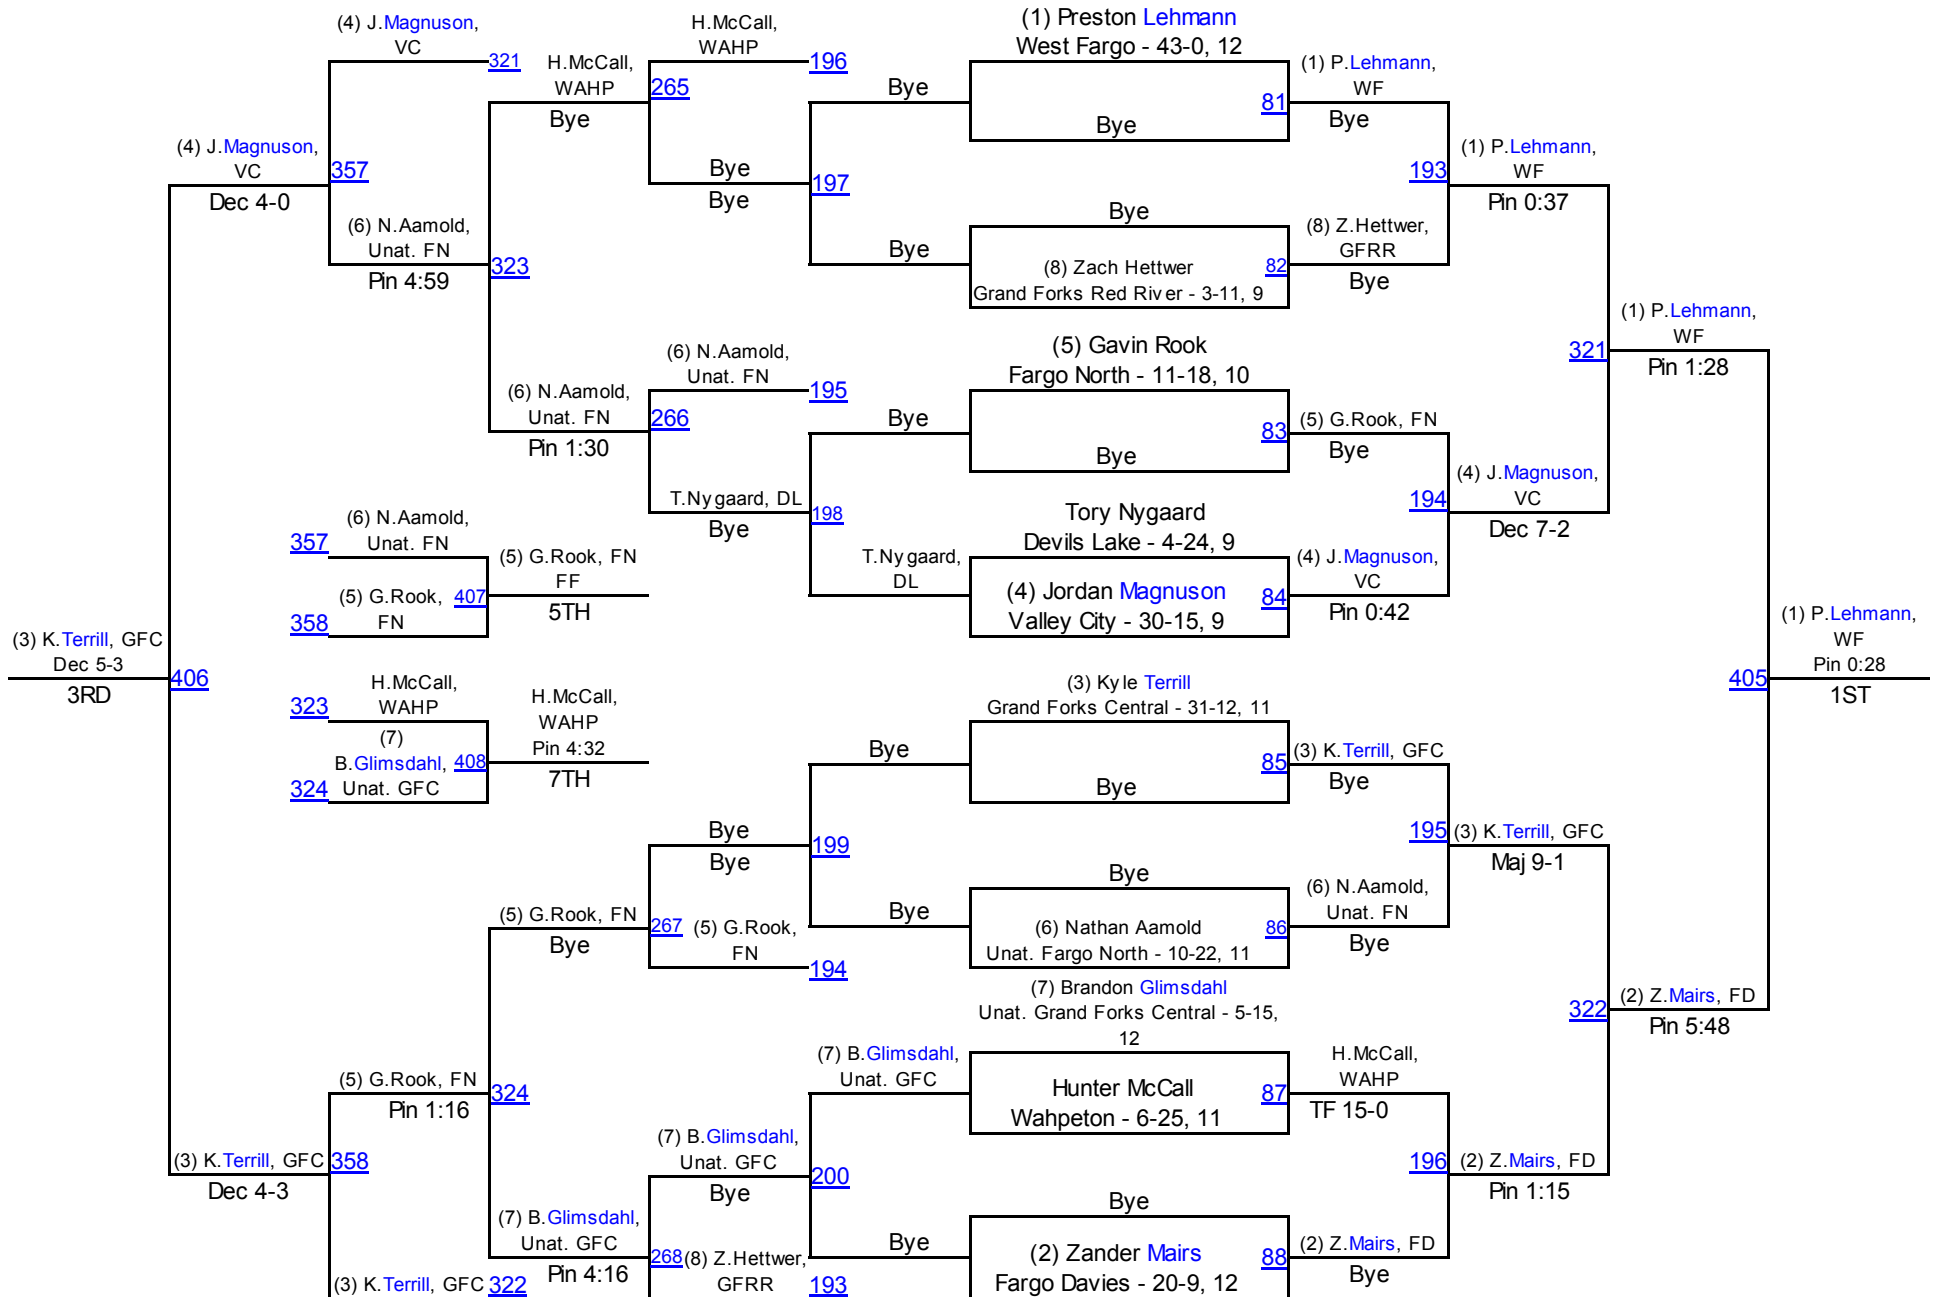 (4) J.Magnuson,
VC
321
H.McCall,
WAHP
Bye
H.McCall,
WAHP
196
265
Bye
Bye
197
Bye
Bye
(1) Preston Lehmann
West Fargo - 43-0, 12
Bye
81
(1) P.Lehmann,
WF
Bye
Bye
(8) Zach Hettwer
Grand Forks Red River - 3-11, 9
82
(8) Z.Hettwer,
GFRR
Bye
193
(1) P.Lehmann,
WF
Pin 0:37
(4) J.Magnuson,
VC
Dec 4-0
357
(6) N.Aamold,
Unat. FN
Pin 4:59
323
(6) N.Aamold,
Unat. FN
Pin 1:30
(6) N.Aamold,
Unat. FN
195
266
T.Nygaard, DL
Bye
198
Bye
T.Nygaard,
DL
(5) Gavin Rook
Fargo North - 11-18, 10
Bye
83
(5) G.Rook, FN
Bye
Tory Nygaard
Devils Lake - 4-24, 9
(4) Jordan Magnuson
Valley City - 30-15, 9
84
(4) J.Magnuson,
VC
Pin 0:42
194
(4) J.Magnuson,
VC
Dec 7-2
321
(1) P.Lehmann,
WF
Pin 1:28
357
(6) N.Aamold,
Unat. FN
358
(5) G.Rook,
FN
407
(5) G.Rook, FN
FF
5TH
(3) K.Terrill, GFC
Dec 5-3
3RD
406
323
H.McCall,
WAHP
324
(7)
B.Glimsdahl,
Unat. GFC
408
H.McCall,
WAHP
Pin 4:32
7TH
405
(1) P.Lehmann,
WF
Pin 0:28
1ST
(3) Kyle Terrill
Grand Forks Central - 31-12, 11
Bye
Bye
85
(3) K.Terrill, GFC
Bye
Bye
Bye
199
Bye
Bye
(6) Nathan Aamold
Unat. Fargo North - 10-22, 11
86
(6) N.Aamold,
Unat. FN
Bye
195
(3) K.Terrill, GFC
Maj 9-1
(5) G.Rook, FN
Bye
267
(5) G.Rook,
FN
194
(7) Brandon Glimsdahl
Unat. Grand Forks Central - 5-15,
12
Hunter McCall
Wahpeton - 6-25, 11
87
H.McCall,
WAHP
TF 15-0
322
(2) Z.Mairs, FD
Pin 5:48
(7) B.Glimsdahl,
Unat. GFC
(5) G.Rook, FN
Pin 1:16
324
(7) B.Glimsdahl,
Unat. GFC
Bye
200
Bye
Bye
(2) Zander Mairs
Fargo Davies - 20-9, 12
88
(2) Z.Mairs, FD
Bye
196
(2) Z.Mairs, FD
Pin 1:15
(3) K.Terrill, GFC
Dec 4-3
358
(7) B.Glimsdahl,
Unat. GFC
Pin 4:16
268
(8) Z.Hettwer,
GFRR
193
(3) K.Terrill, GFC
322